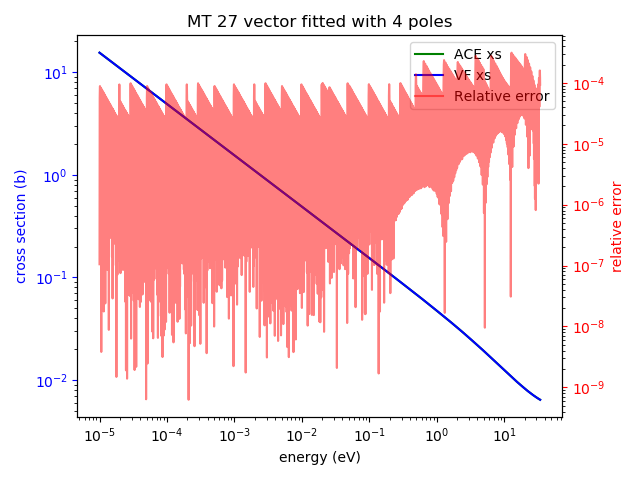 MT 27 vector fitted with 4 poles
ACE xs
VF xs
Relative error
cross section (b)
10^1
10^0
10^-1
10^-2
10^-4
10^-5
10^-6
10^-7
10^-8
10^-9
relative error
10^-5 10^-4 10^-3 10^-2 10^-1 10^0 10^1
energy (eV)